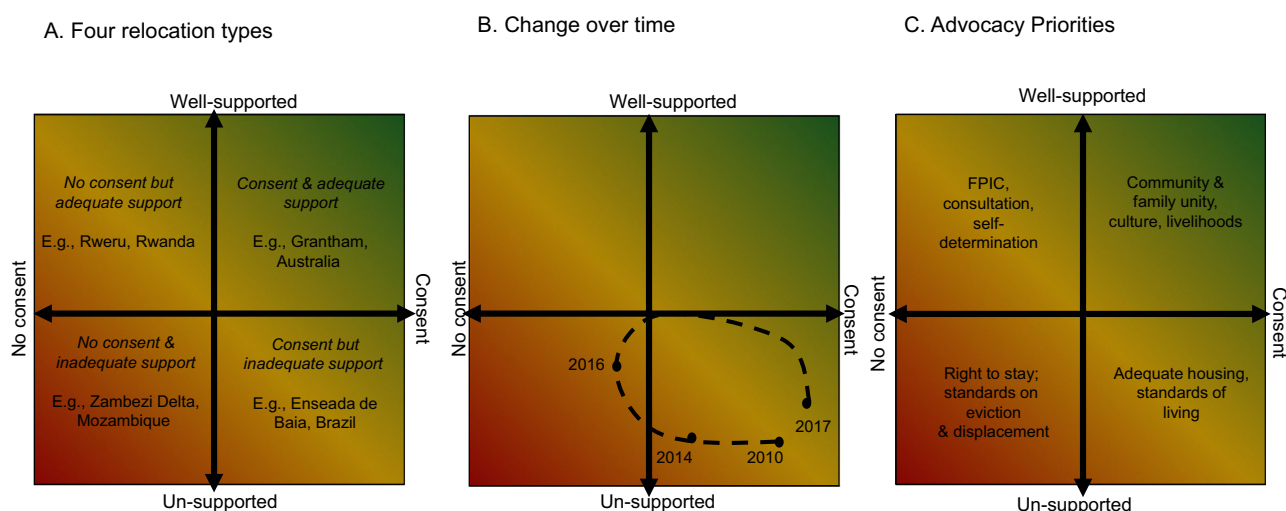 A. Four relocation types
Well-supported
No consent but
adequate support
E.g., Rweru, Rwanda
Consent & adequate
support
E.g., Grantham,
Australia
No consent
Consent
No consent &
inadequate support
E.g., Zambezi Delta,
Mozambique
Consent but
inadequate support
E.g., Enseada de
Baia, Brazil
Un-supported
B. Change over time
Well-supported
No consent
Consent
2016
2014
2010
2017
Un-supported
C. Advocacy Priorities
Well-supported
FPIC,
consultation,
self-
determination
Community &
family unity,
culture, livelihoods
No consent
Consent
Right to stay;
standards on
eviction
& displacement
Adequate housing,
standards of
living
Un-supported